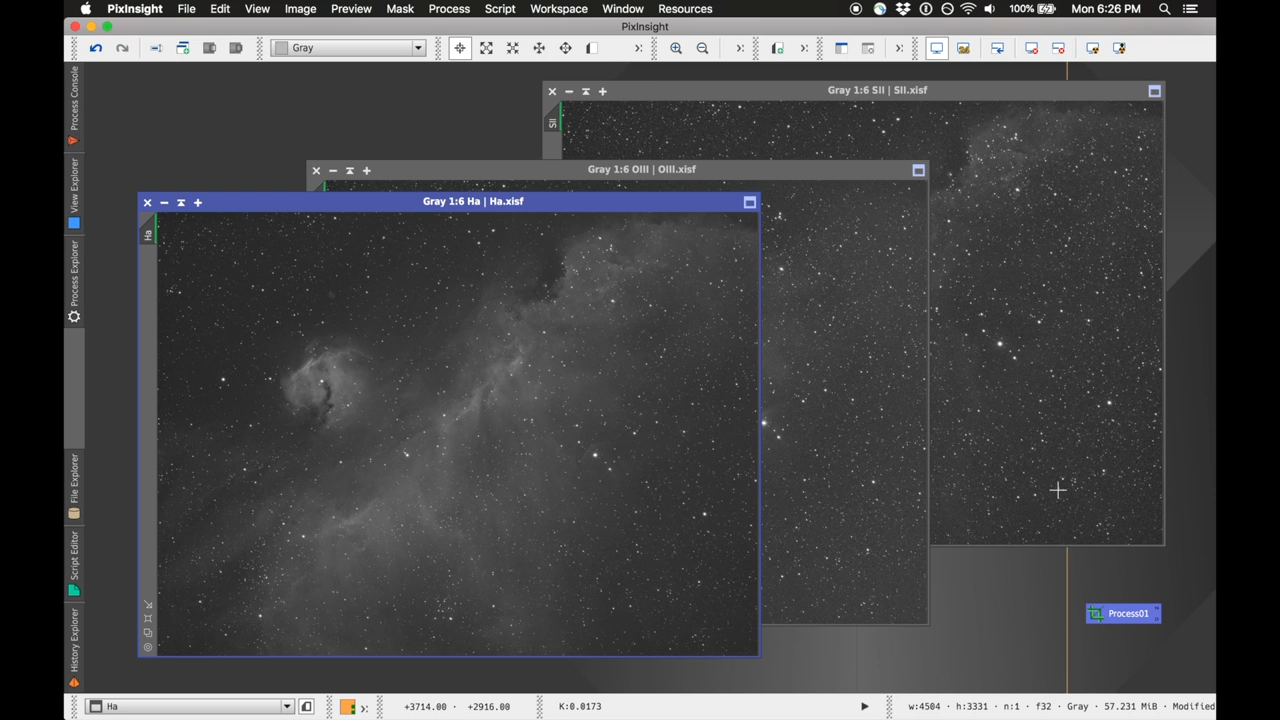 PixInsight File Edit View Image Preview Mask Process Script Workspace Window Resources 100% Mon 6:26 PM
PixInsight
Gray
Process Console
View Explorer
Process Explorer
File Explorer
Script Editor
History Explorer
Gray 1:6 SII | SII.xisf
SII
Gray 1:6 OIII | OIII.xisf
Gray 1:6 Ha | Ha.xisf
Ha
Process01
Ha +3714.00 · +2916.00 · K:0.0173 w:4504 · h:3331 · n:1 · f32 · Gray · 57.231 MiB · Modified